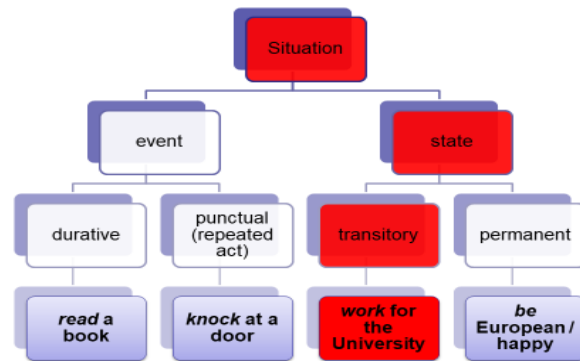 Situation
event
state
durative
punctual
(repeated
act)
transitory
permanent
read a
book
knock at a
door
work for
the
University
be
European /
happy